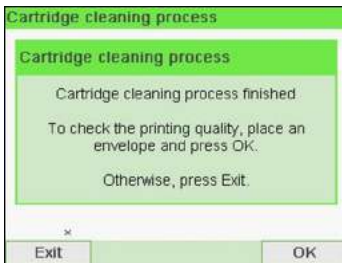 Cartridge cleaning process
Cartridge cleaning process
Cartridge cleaning process finished
To check the printing quality, place an
envelope and press OK.
Otherwise, press Exit.
×
Exit
OK